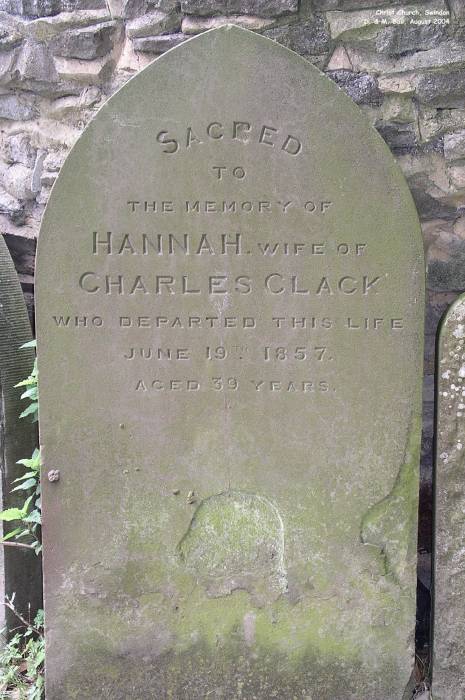 Christ Church, Swindon
D. & M. Ball August 2004
SACRED
TO
THE MEMORY OF
HANNAH, WIFE OF
CHARLES CLACK
WHO DEPARTED THIS LIFE
JUNE 19TH 1857.
AGED 39 YEARS.